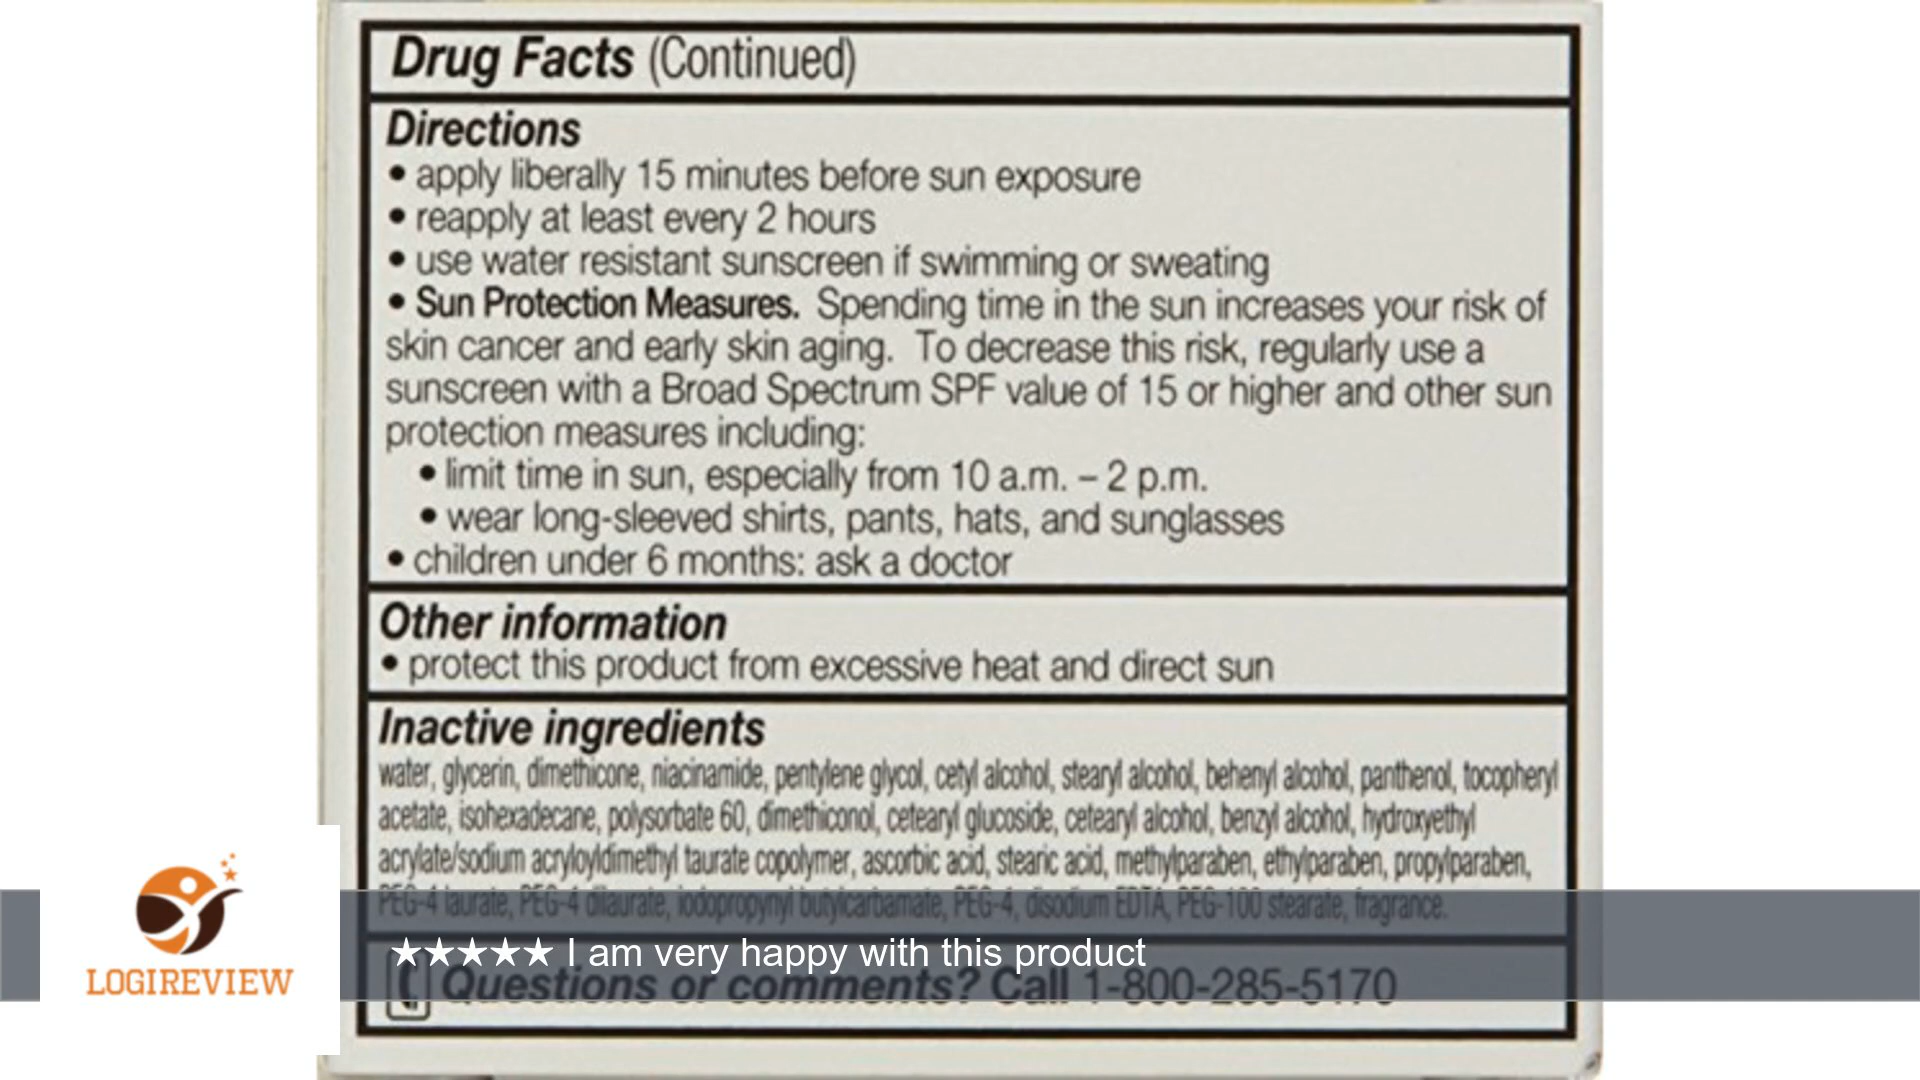 Drug Facts (Continued)
Directions
• apply liberally 15 minutes before sun exposure
• reapply at least every 2 hours
• use water resistant sunscreen if swimming or sweating
• Sun Protection Measures. Spending time in the sun increases your risk of
skin cancer and early skin aging. To decrease this risk, regularly use a
sunscreen with a Broad Spectrum SPF value of 15 or higher and other sun
protection measures including:
• limit time in sun, especially from 10 a.m. – 2 p.m.
• wear long-sleeved shirts, pants, hats, and sunglasses
• children under 6 months: ask a doctor
Other information
• protect this product from excessive heat and direct sun
Inactive ingredients
water, glycerin, dimethicone, niacinamide, pentylene glycol, cetyl alcohol, stearyl alcohol, behenyl alcohol, panthenol, tocopheryl
acetate, isohexadecane, polysorbate 60, dimethiconol, cetearyl glucoside, cetearyl alcohol, benzyl alcohol, hydroxyethyl
acrylate/sodium acryloyldimethyl taurate copolymer, ascorbic acid, stearic acid, methylparaben, ethylparaben, propylparaben,
PEG-4 laurate, PEG-4 dilaurate, iodopropynyl butylcarbamate, PEG-4, disodium EDTA, PEG-100 stearate, fragrance.
★★★★★ I am very happy with this product
Questions or comments? Call 1-800-285-5170
LOGIREVIEW